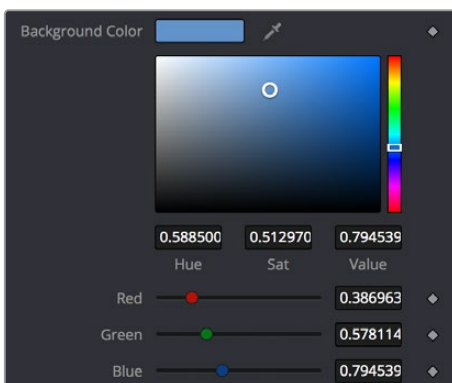 Background Color
0.588500 0.512970 0.794539
Hue Sat Value
Red 0.386963
Green 0.578114
Blue 0.794539